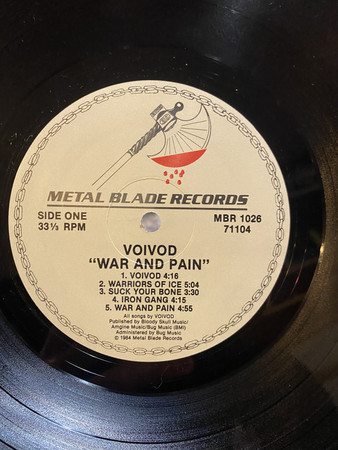 METAL BLADE RECORDS
SIDE ONE
33⅓ RPM
MBR 1026
71104
VOIVOD
“WAR AND PAIN”
1. VOIVOD 4:16
2. WARRIORS OF ICE 5:04
3. SUCK YOUR BONE 3:30
4. IRON GANG 4:15
5. WAR AND PAIN 4:55
All songs by VOIVOD
Published by Bloody Skull Music/
Amgine Music/Bug Music (BMI)
Administered by Bug Music
© 1984 Metal Blade Records